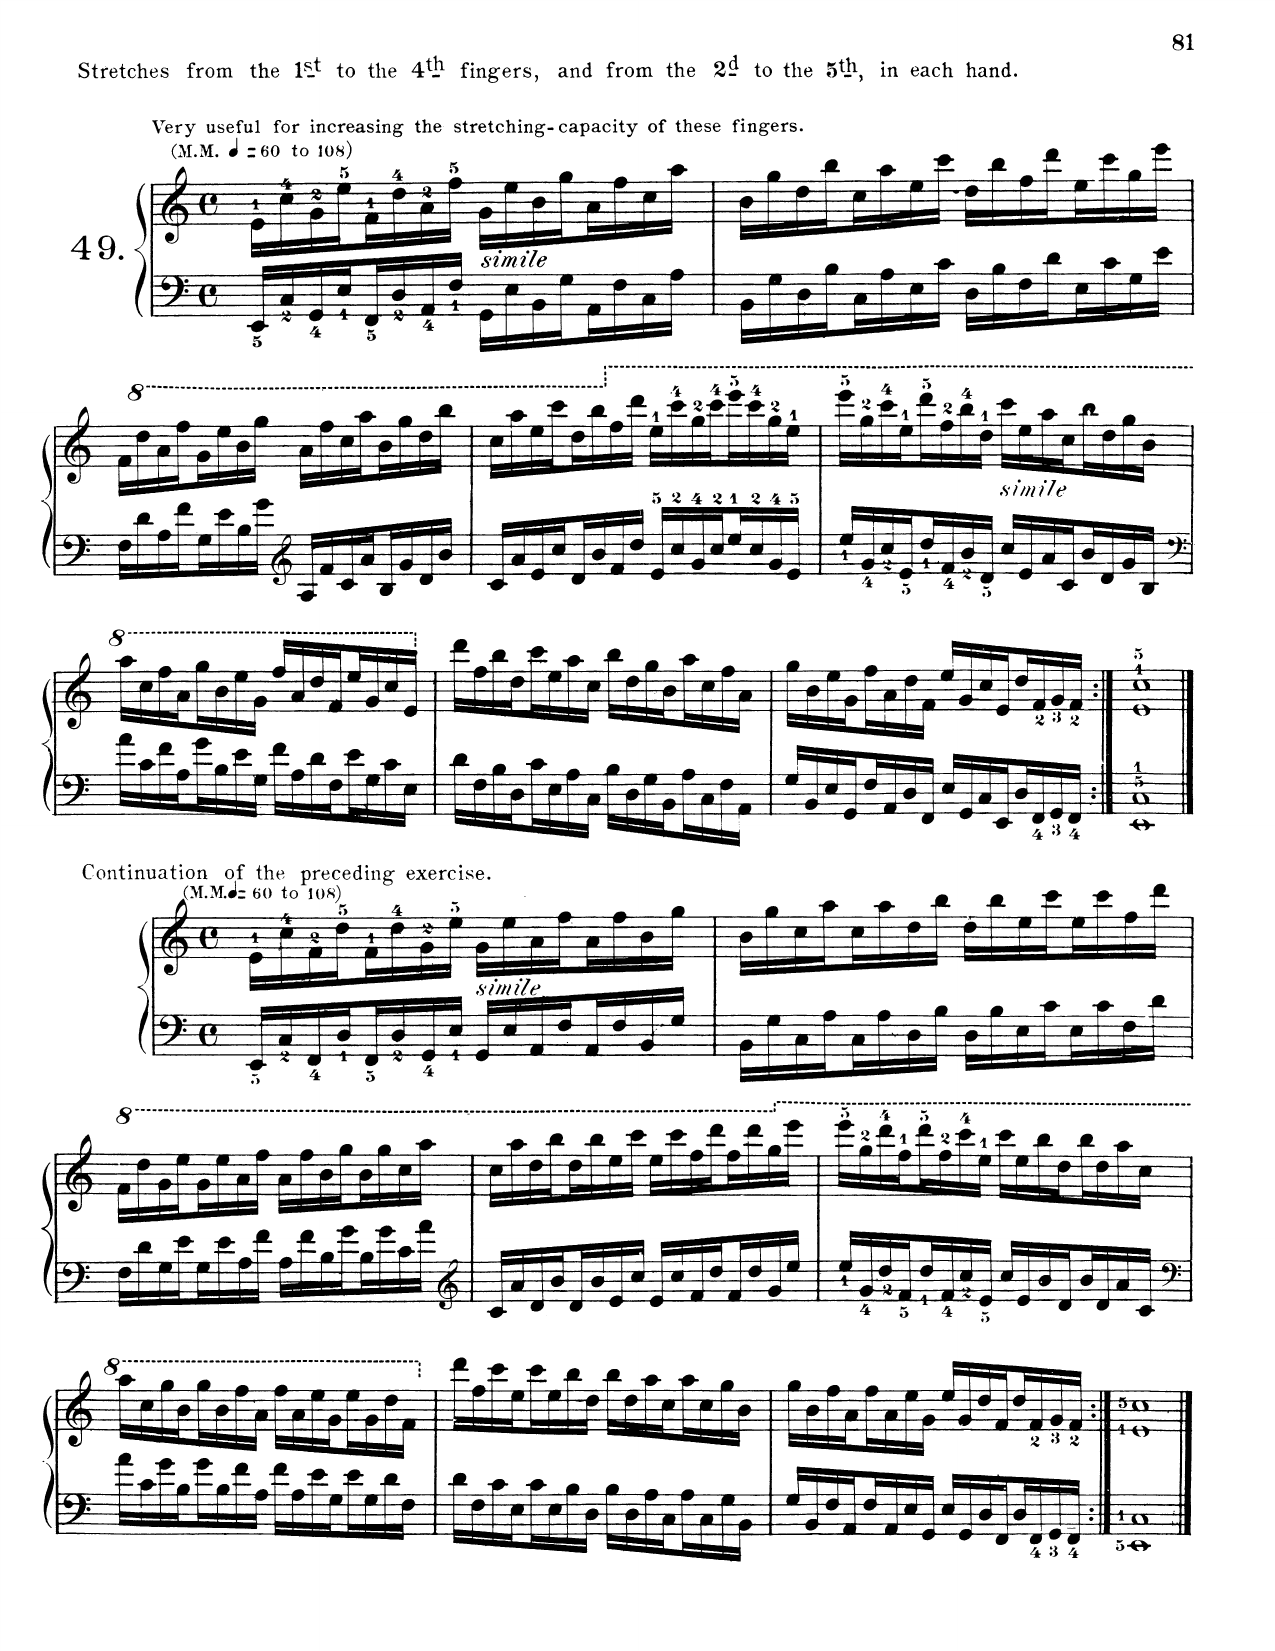 81
Stretches from the 1st to the 4th fingers, and from the 2d to the 5th, in each hand.
Very useful for increasing the stretching-capacity of these fingers.
(M.M. ♩ = 60 to 108)
1 4 2 5 1 4 2 5
49.
simile
5 2 4 1 5 2 4 1
8
1 4 2 4 5 4 2 1 5 2 4 1 5 2 4 1
simile
5 2 4 2 1 2 4 5 1 4 2 5 1 4 2 5
8
2 3 2 5 1
4 3 4 1 5
Continuation of the preceding exercise.
(M.M. ♩ = 60 to 108)
1 4 2 5 1 4 2 5
simile
5 2 4 1 5 2 4 1
8
5 2 4 1 5 2 4 1
1 4 2 5 1 4 2 5
8
2 3 2 5 1
4 3 4 1 5